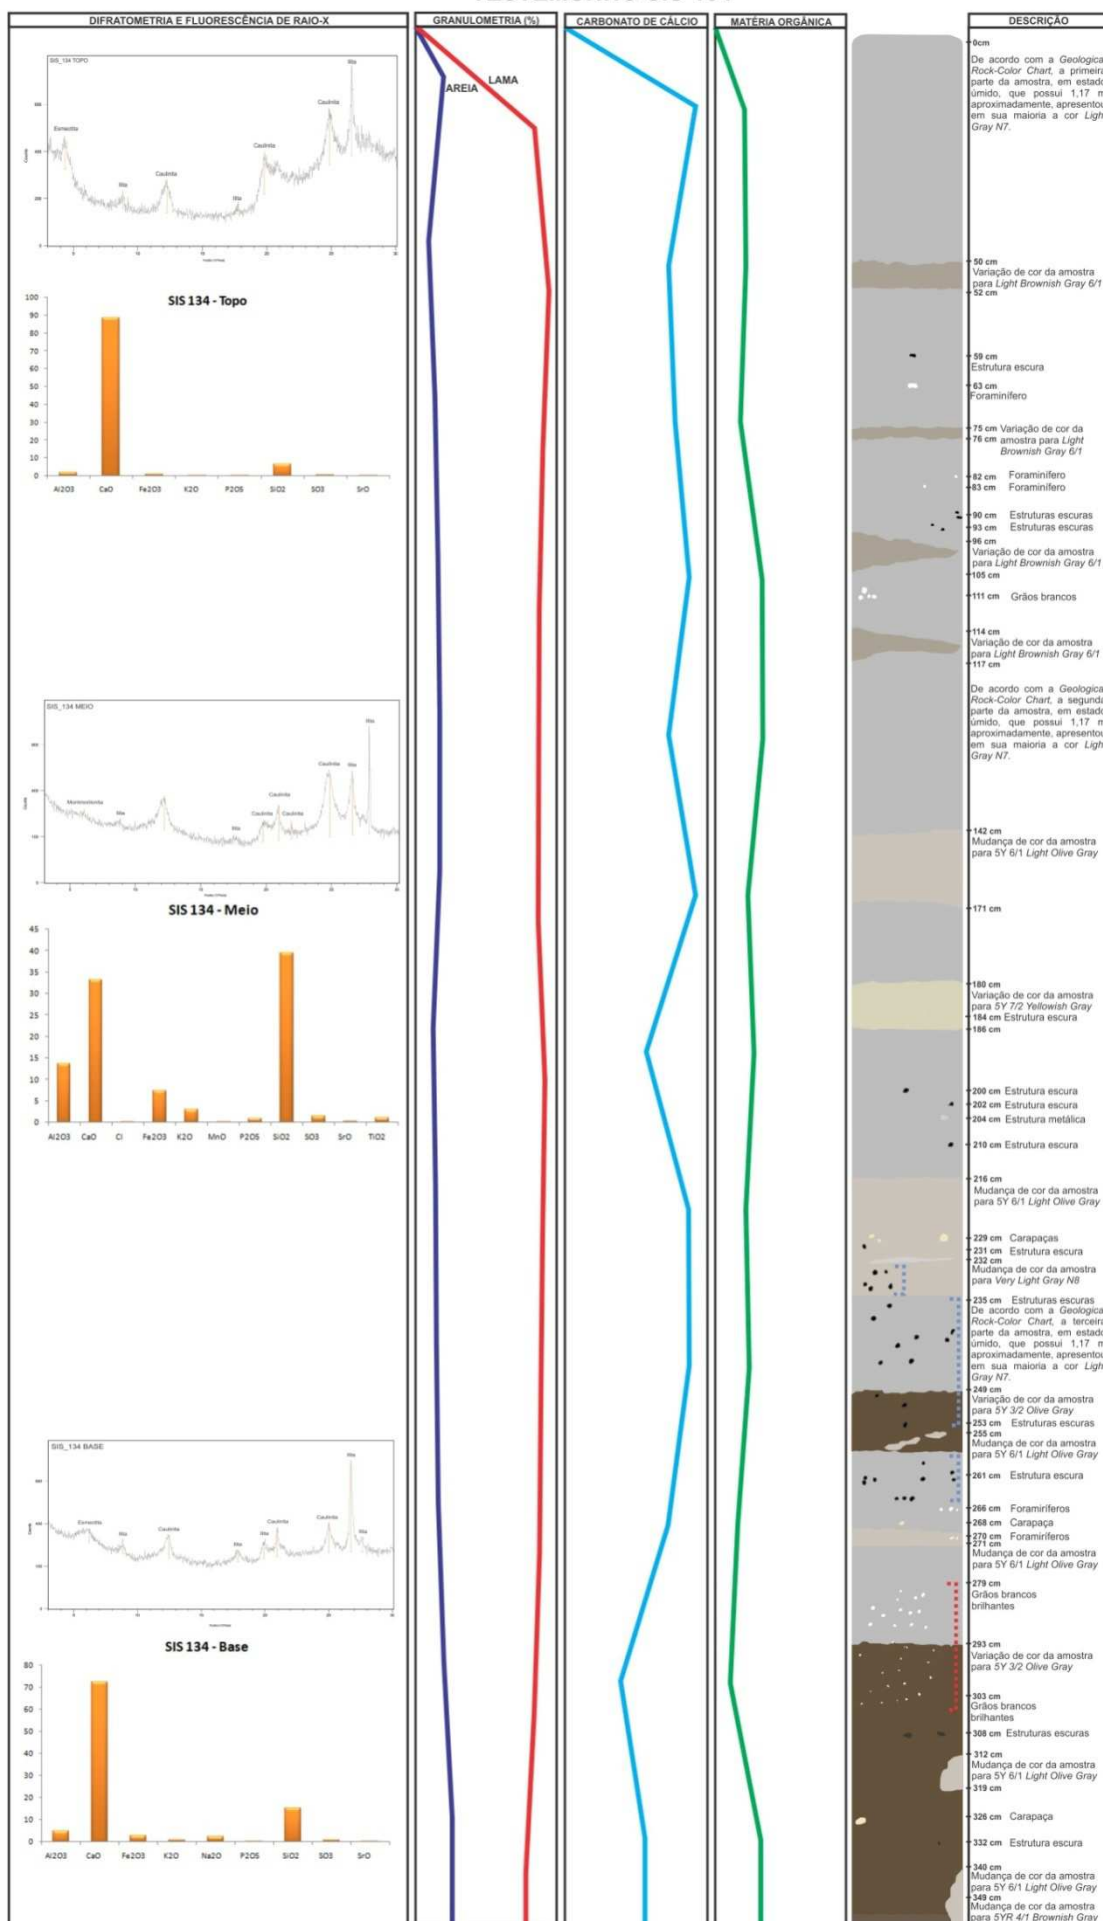 DIFRATOMETRIA E FLUORESCÊNCIA DE RAIO-X
GRANULOMETRIA (%)
CARBONATO DE CÁLCIO
MATÉRIA ORGÂNICA
DESCRIÇÃO
SIS_134 TOPO
Esmectita
Illita
Caulinita
Illita
Caulinita
Caulinita
Illita
SIS 134 - Topo
100
90
80
70
60
50
40
30
20
10
0
Al2O3 CaO Fe2O3 K2O P2O5 SiO2 SO3 SrO
SIS_134 MEIO
Montmorilonita
Illita
Illita
Caulinita
Caulinita
Caulinita
Caulinita
Illita
Illita
SIS 134 - Meio
45
40
35
30
25
20
15
10
5
0
Al2O3 CaO Cl Fe2O3 K2O MnO P2O5 SiO2 SO3 SrO TiO2
SIS_134 BASE
Esmectita
Illita
Caulinita
Illita
Illita
Caulinita
Caulinita
Illita
Illita
SIS 134 - Base
80
70
60
50
40
30
20
10
0
Al2O3 CaO Fe2O3 K2O Na2O P2O5 SiO2 SO3 SrO
AREIA
LAMA
0cm
De acordo com a Geologica
Rock-Color Chart, a primeira
parte da amostra, em estado
úmido, que possui 1,17 m
aproximadamente, apresentou
em sua maioria a cor Ligh
Gray N7.
50 cm
Variação de cor da amostra
para Light Brownish Gray 6/1
52 cm
59 cm
Estrutura escura
63 cm
Foraminífero
75 cm Variação de cor da
76 cm amostra para Light
Brownish Gray 6/1
82 cm Foraminífero
83 cm Foraminífero
90 cm Estruturas escuras
93 cm Estruturas escuras
96 cm
Variação de cor da amostra
para Light Brownish Gray 6/1
105 cm
111 cm Grãos brancos
114 cm
Variação de cor da amostra
para Light Brownish Gray 6/1
117 cm
De acordo com a Geologica
Rock-Color Chart, a segunda
parte da amostra, em estado
úmido, que possui 1,17 m
aproximadamente, apresentou
em sua maioria a cor Ligh
Gray N7.
142 cm
Mudança de cor da amostra
para 5Y 6/1 Light Olive Gray
171 cm
180 cm
Variação de cor da amostra
para 5Y 7/2 Yellowish Gray
184 cm Estrutura escura
186 cm
200 cm Estrutura escura
202 cm Estrutura escura
204 cm Estrutura metálica
210 cm Estrutura escura
216 cm
Mudança de cor da amostra
para 5Y 6/1 Light Olive Gray
229 cm Carapaças
231 cm Estrutura escura
232 cm
Mudança de cor da amostra
para Very Light Gray N8
235 cm Estruturas escuras
De acordo com a Geologica
Rock-Color Chart, a terceira
parte da amostra, em estado
úmido, que possui 1,17 m
aproximadamente, apresentou
em sua maioria a cor Ligh
Gray N7.
249 cm
Variação de cor da amostra
para 5Y 3/2 Olive Gray
253 cm Estruturas escuras
255 cm
Mudança de cor da amostra
para 5Y 6/1 Light Olive Gray
261 cm Estrutura escura
266 cm Foramiríferos
268 cm Carapaça
270 cm Foramiríferos
271 cm
Mudança de cor da amostra
para 5Y 6/1 Light Olive Gray
279 cm
Grãos brancos
brilhantes
293 cm
Variação de cor da amostra
para 5Y 3/2 Olive Gray
303 cm
Grãos brancos
brilhantes
308 cm Estruturas escuras
312 cm
Mudança de cor da amostra
para 5Y 6/1 Light Olive Gray
319 cm
326 cm Carapaça
332 cm Estrutura escura
340 cm
Mudança de cor da amostra
para 5Y 6/1 Light Olive Gray
349 cm
Mudança de cor da amostra
para 5YR 4/1 Brownish Gray